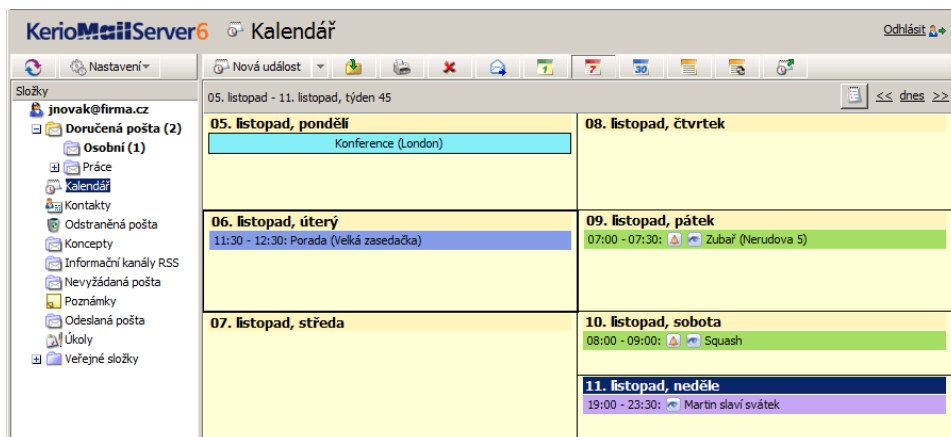 KerioMailServer6
Kalendář
Odhlásit
Nastavení
Nová událost
1
7
30
Složky
05. listopad - 11. listopad, týden 45
<< dnes >>
jnovak@firma.cz
Doručená pošta (2)
Osobní (1)
Práce
Kalendář
Kontakty
Odstraněná pošta
Koncepty
Informační kanály RSS
Nevyžádaná pošta
Poznámky
Odeslaná pošta
Úkoly
Veřejné složky
05. listopad, pondělí
Konference (London)
06. listopad, úterý
11:30 - 12:30: Porada (Velká zasedačka)
07. listopad, středa
08. listopad, čtvrtek
09. listopad, pátek
07:00 - 07:30: Zubař (Nerudova 5)
10. listopad, sobota
08:00 - 09:00: Squash
11. listopad, neděle
19:00 - 23:30: Martin slaví svátek